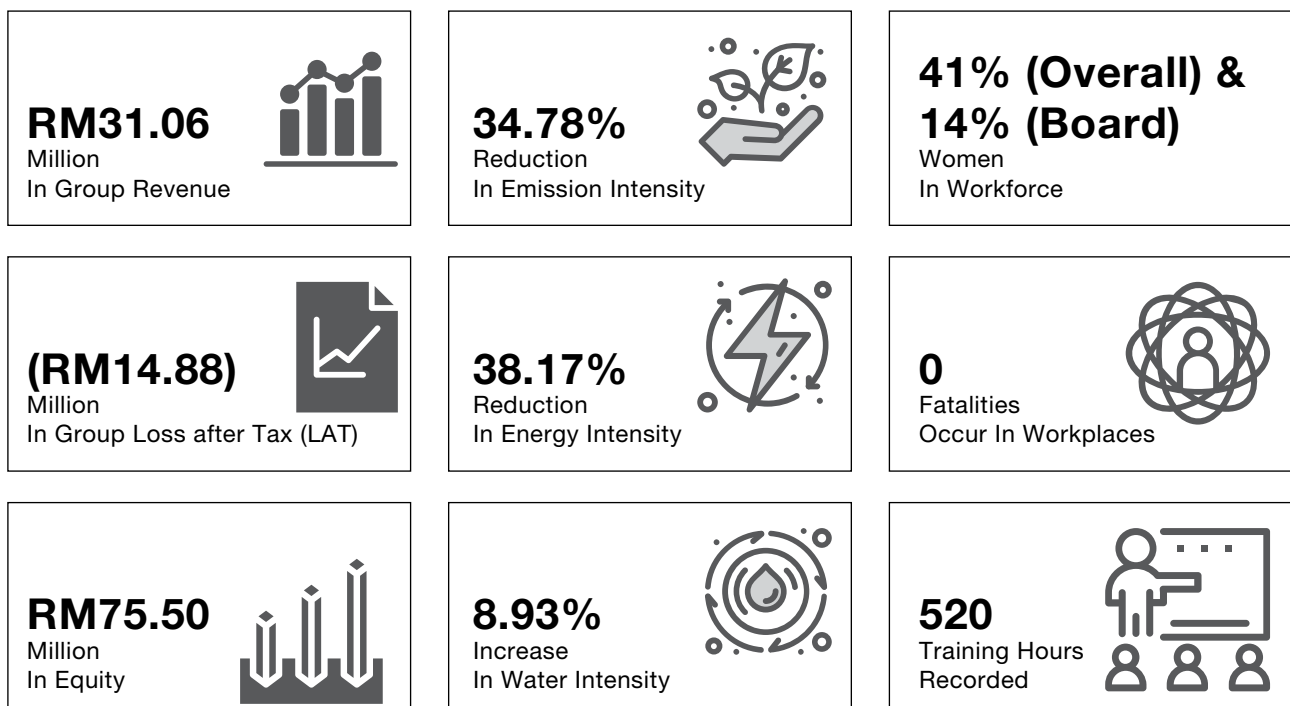 RM31.06
Million
In Group Revenue
34.78%
Reduction
In Emission Intensity
41% (Overall) &
14% (Board)
Women
In Workforce
(RM14.88)
Million
In Group Loss after Tax (LAT)
38.17%
Reduction
In Energy Intensity
0
Fatalities
Occur In Workplaces
RM75.50
Million
In Equity
8.93%
Increase
In Water Intensity
520
Training Hours
Recorded